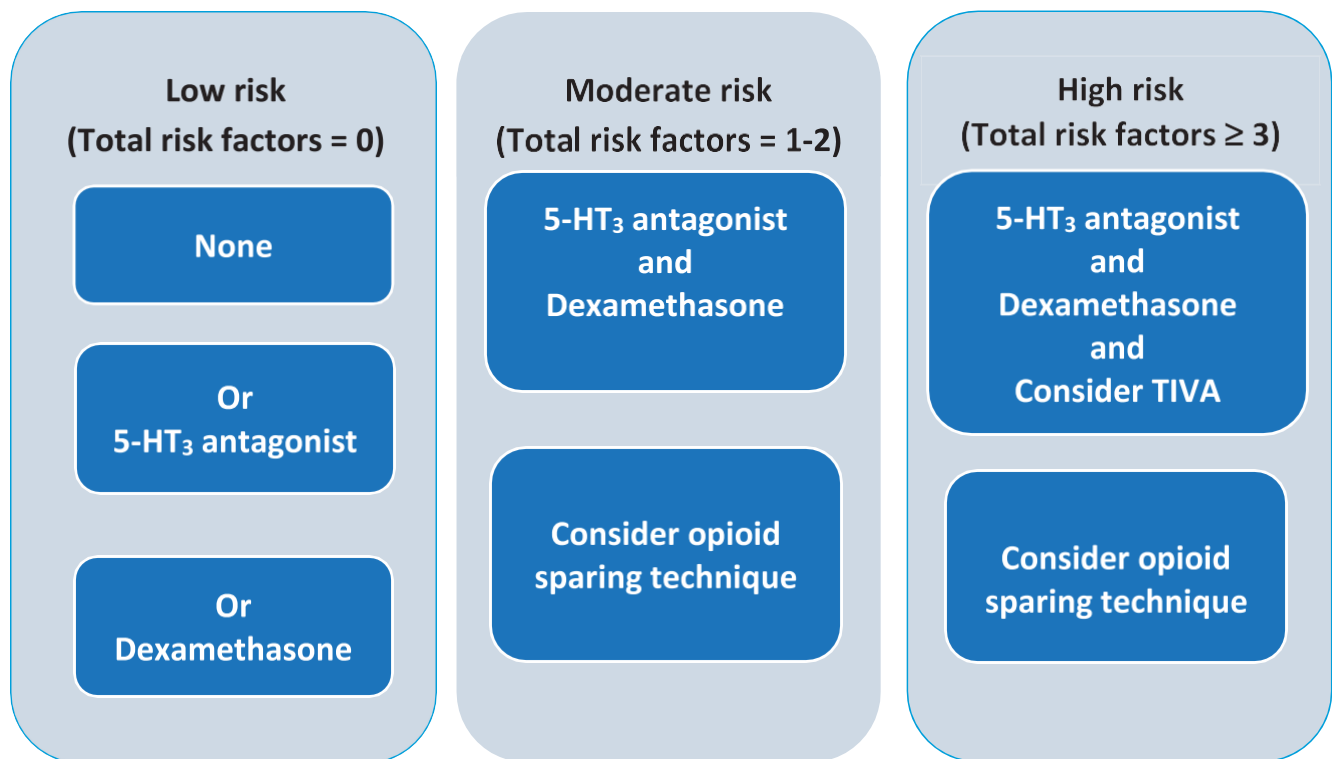 Low risk
(Total risk factors = 0)
None
Or
5-HT₃ antagonist
Or
Dexamethasone
Moderate risk
(Total risk factors = 1-2)
5-HT₃ antagonist
and
Dexamethasone
Consider opioid
sparing technique
High risk
(Total risk factors ≥ 3)
5-HT₃ antagonist
and
Dexamethasone
and
Consider TIVA
Consider opioid
sparing technique